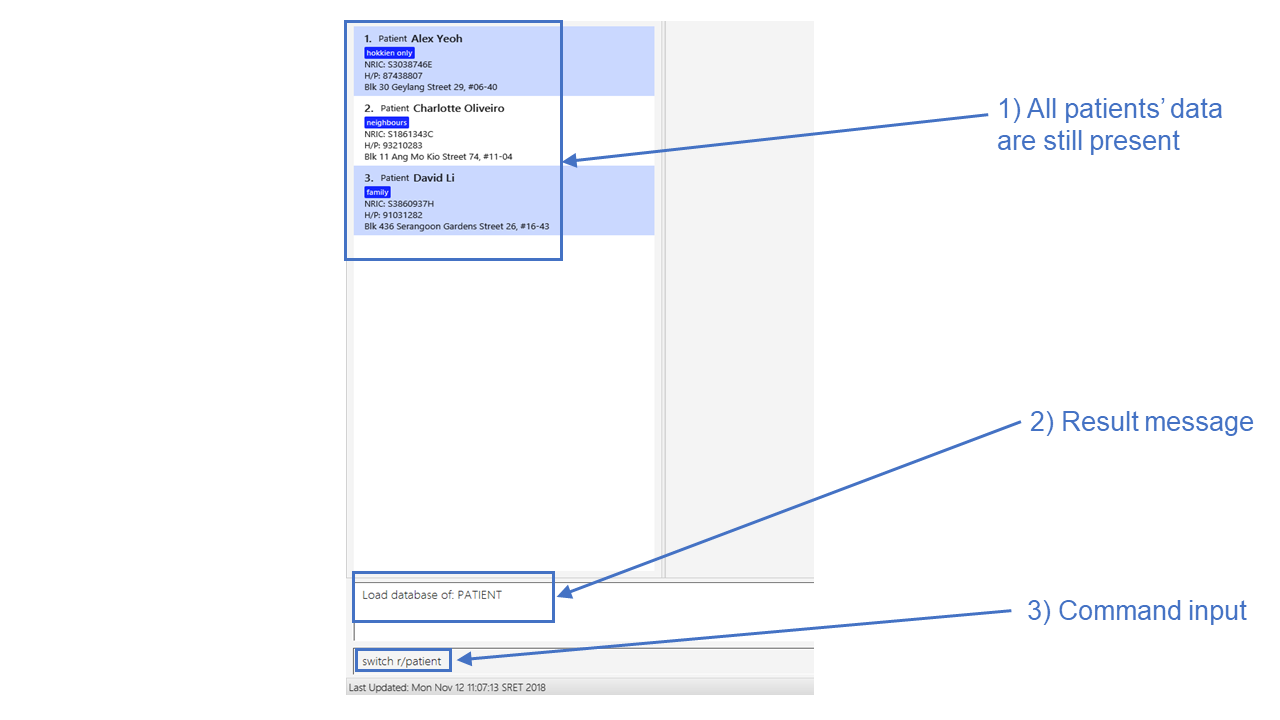 1. Patient Alex Yeoh
hokkien only
NRIC: S3038746E
H/P: 87438807
Blk 30 Geylang Street 29, #06-40
2. Patient Charlotte Oliveiro
neighbours
NRIC: S1861343C
H/P: 93210283
Blk 11 Ang Mo Kio Street 74, #11-04
3. Patient David Li
family
NRIC: S3860937H
H/P: 91031282
Blk 436 Serangoon Gardens Street 26, #16-43
1) All patients’ data
are still present
2) Result message
Load database of: PATIENT
3) Command input
switch r/patient
Last Updated: Mon Nov 12 11:07:13 SRET 2018